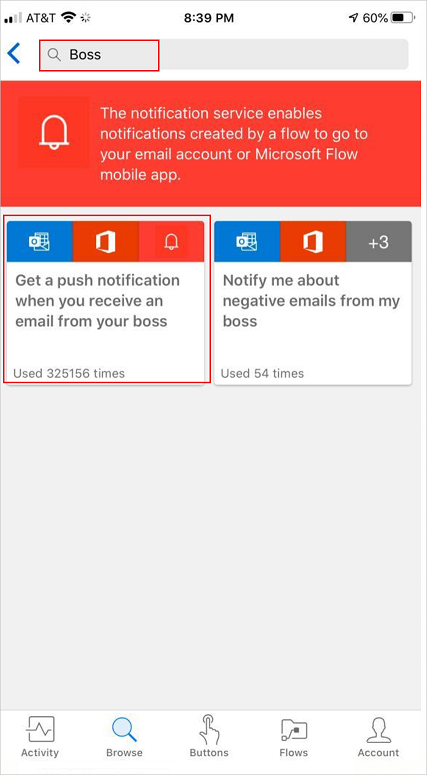 AT&T 8:39 PM 60%
Boss
The notification service enables
notifications created by a flow to go to
your email account or Microsoft Flow
mobile app.
Get a push notification
when you receive an
email from your boss
Used 325156 times
+3
Notify me about
negative emails from my
boss
Used 54 times
Activity Browse Buttons Flows Account